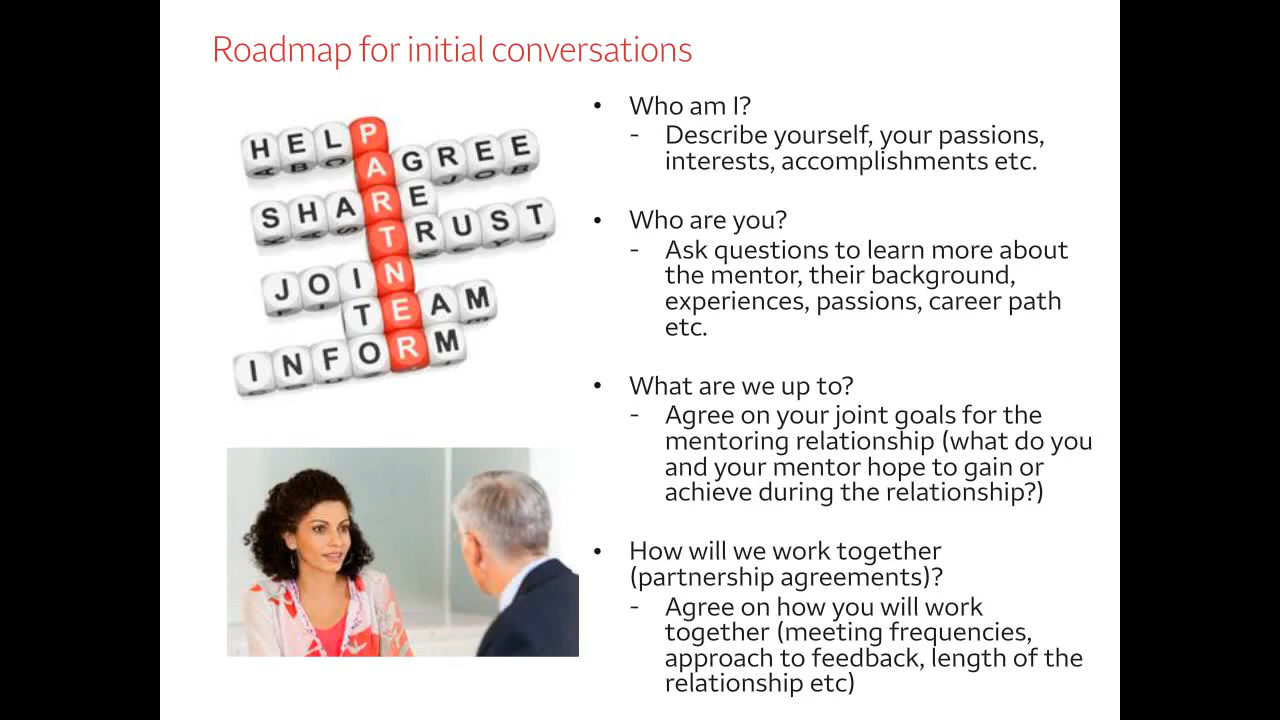 Roadmap for initial conversations
HELP
AGREE
SHARE
TRUST
JOIN
TEAM
INFORM
PARTNER
• Who am I?
- Describe yourself, your passions,
interests, accomplishments etc.
• Who are you?
- Ask questions to learn more about
the mentor, their background,
experiences, passions, career path
etc.
• What are we up to?
- Agree on your joint goals for the
mentoring relationship (what do you
and your mentor hope to gain or
achieve during the relationship?)
• How will we work together
(partnership agreements)?
- Agree on how you will work
together (meeting frequencies,
approach to feedback, length of the
relationship etc)